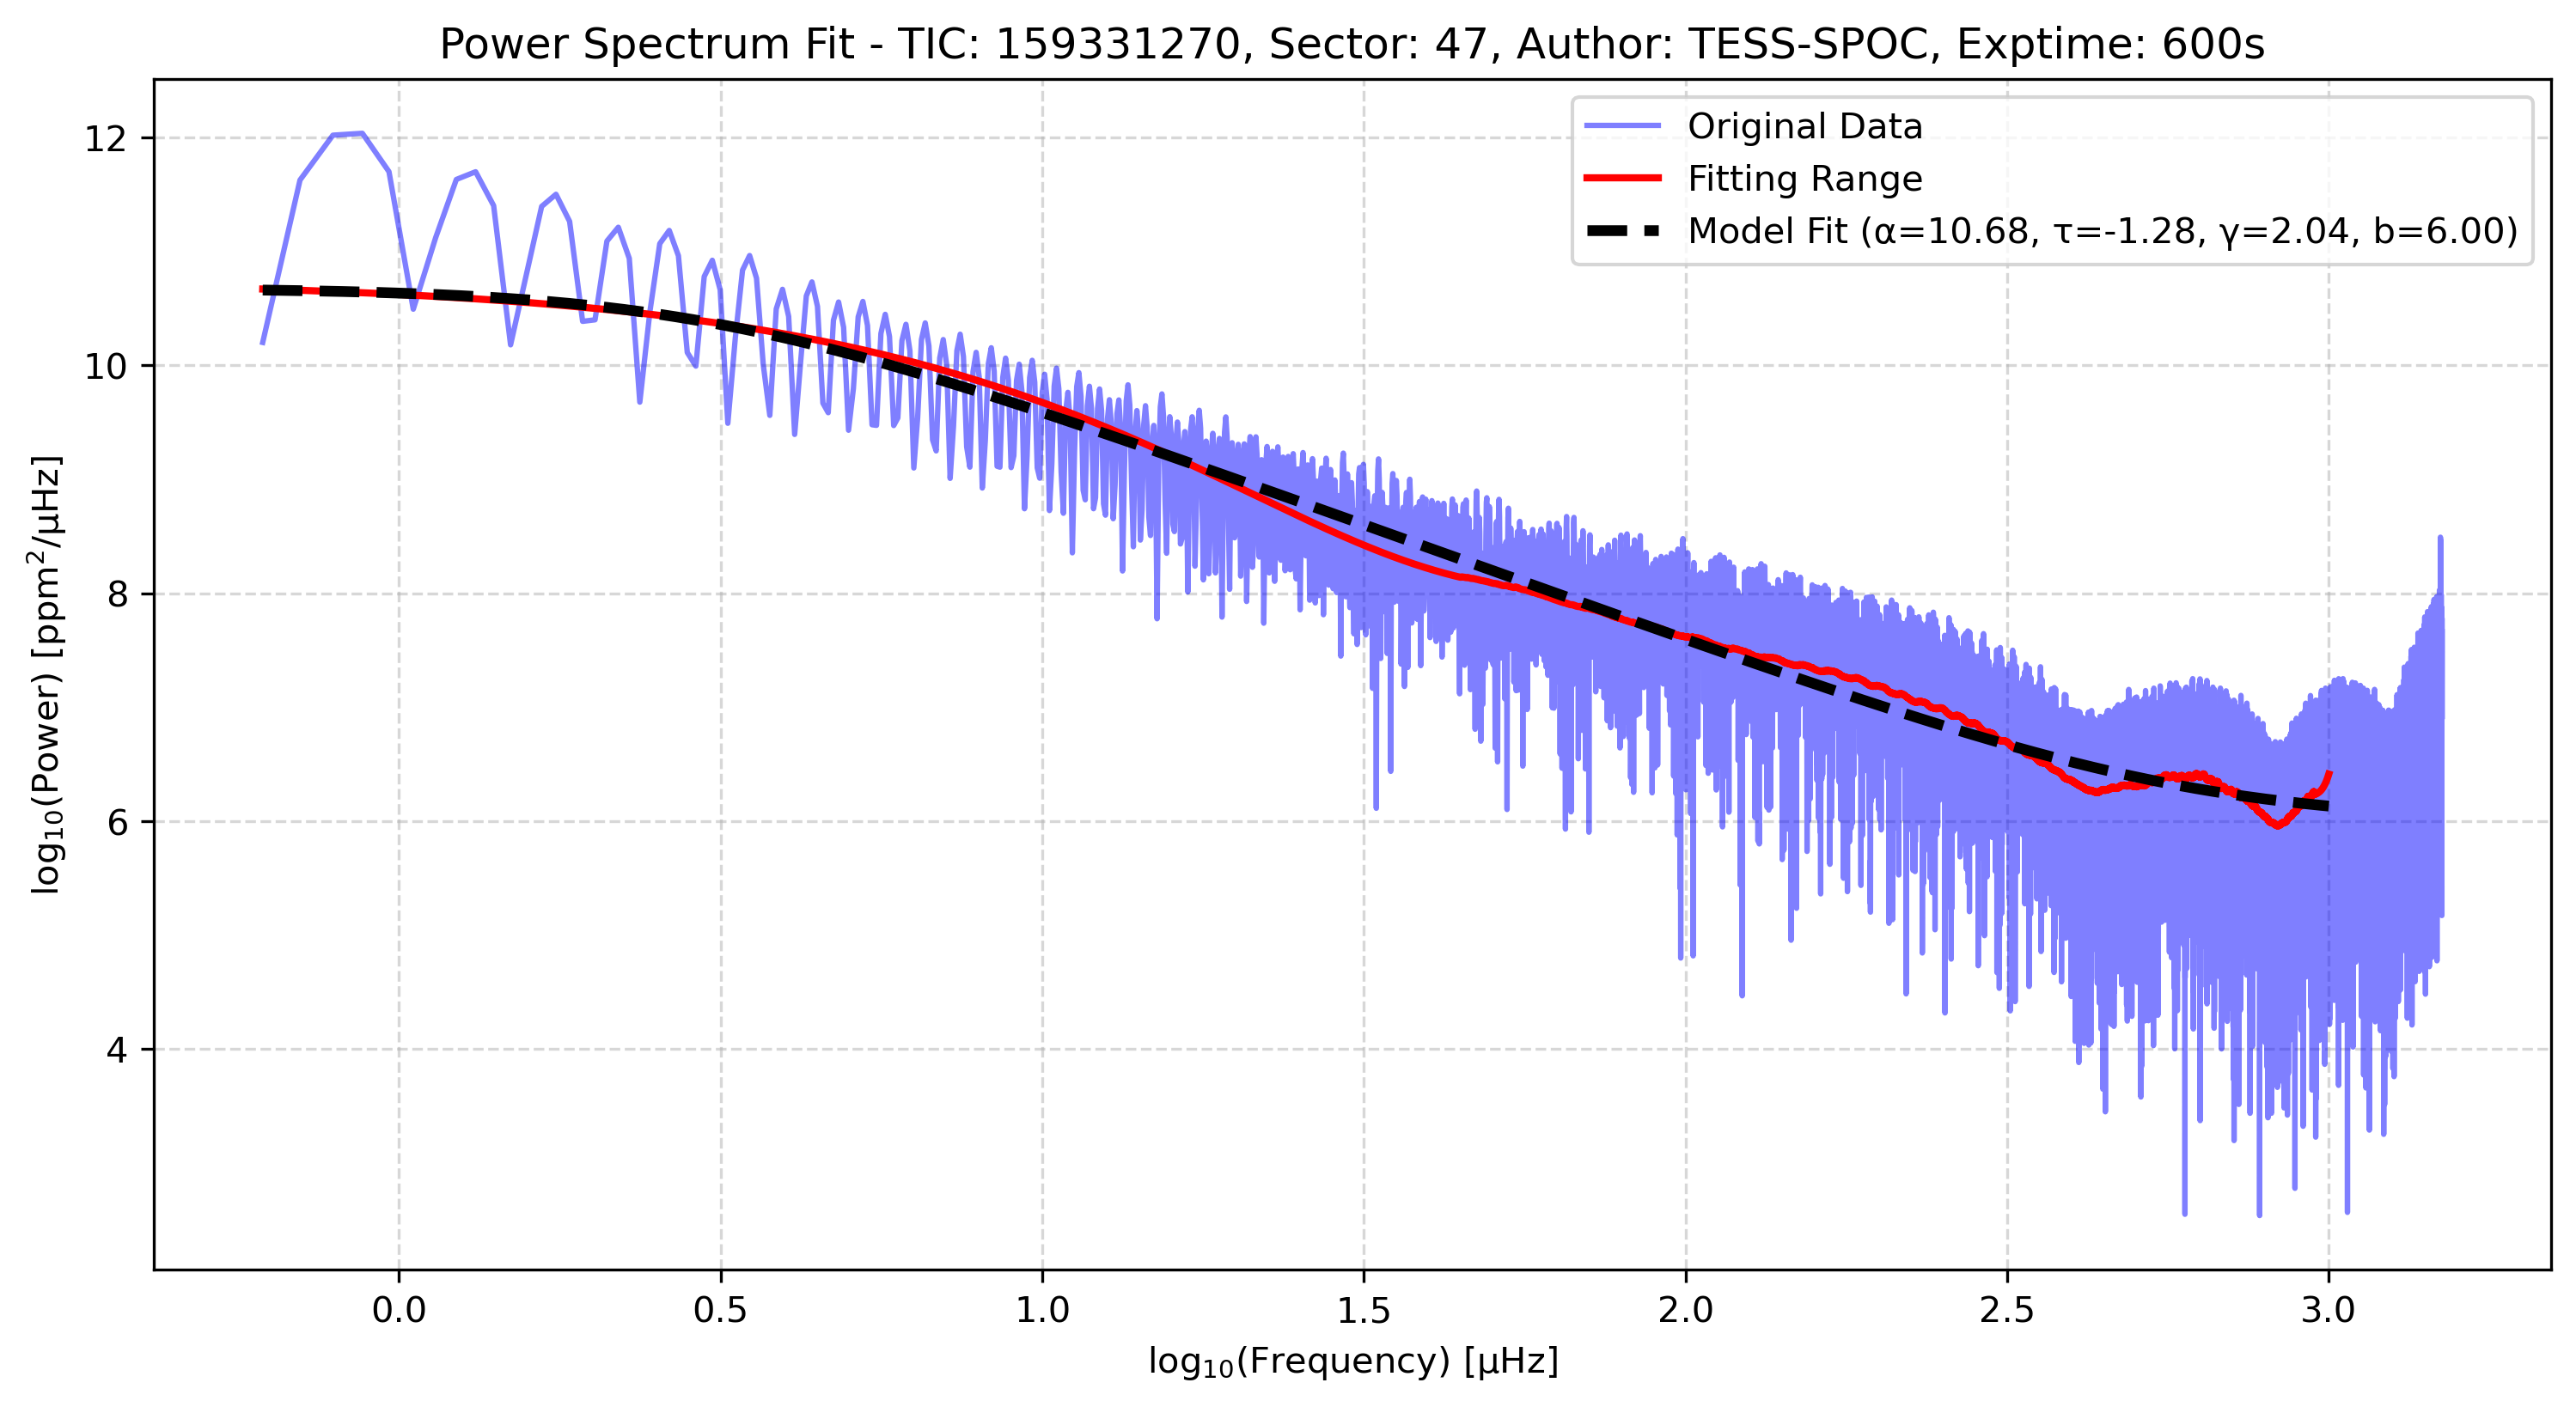 Power Spectrum Fit - TIC: 159331270, Sector: 47, Author: TESS-SPOC, Exptime: 600s
Original Data
Fitting Range
Model Fit (α=10.68, τ=-1.28, γ=2.04, b=6.00)
log₁₀(Power) [ppm²/μHz]
12
10
8
6
4
0.0 0.5 1.0 1.5 2.0 2.5 3.0
log₁₀(Frequency) [μHz]